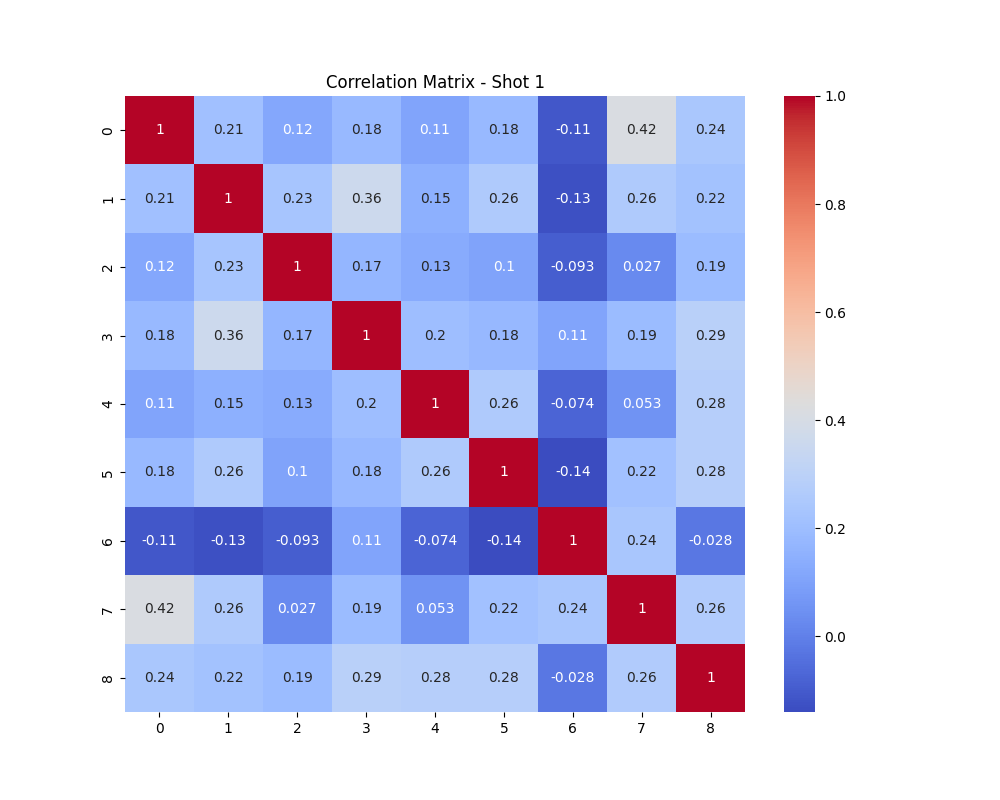 Correlation Matrix - Shot 1
0 1 0.21 0.12 0.18 0.11 0.18 -0.11 0.42 0.24
1 0.21 1 0.23 0.36 0.15 0.26 -0.13 0.26 0.22
2 0.12 0.23 1 0.17 0.13 0.1 -0.093 0.027 0.19
3 0.18 0.36 0.17 1 0.2 0.18 0.11 0.19 0.29
4 0.11 0.15 0.13 0.2 1 0.26 -0.074 0.053 0.28
5 0.18 0.26 0.1 0.18 0.26 1 -0.14 0.22 0.28
6 -0.11 -0.13 -0.093 0.11 -0.074 -0.14 1 0.24 -0.028
7 0.42 0.26 0.027 0.19 0.053 0.22 0.24 1 0.26
8 0.24 0.22 0.19 0.29 0.28 0.28 -0.028 0.26 1
0 1 2 3 4 5 6 7 8
1.0
0.8
0.6
0.4
0.2
0.0